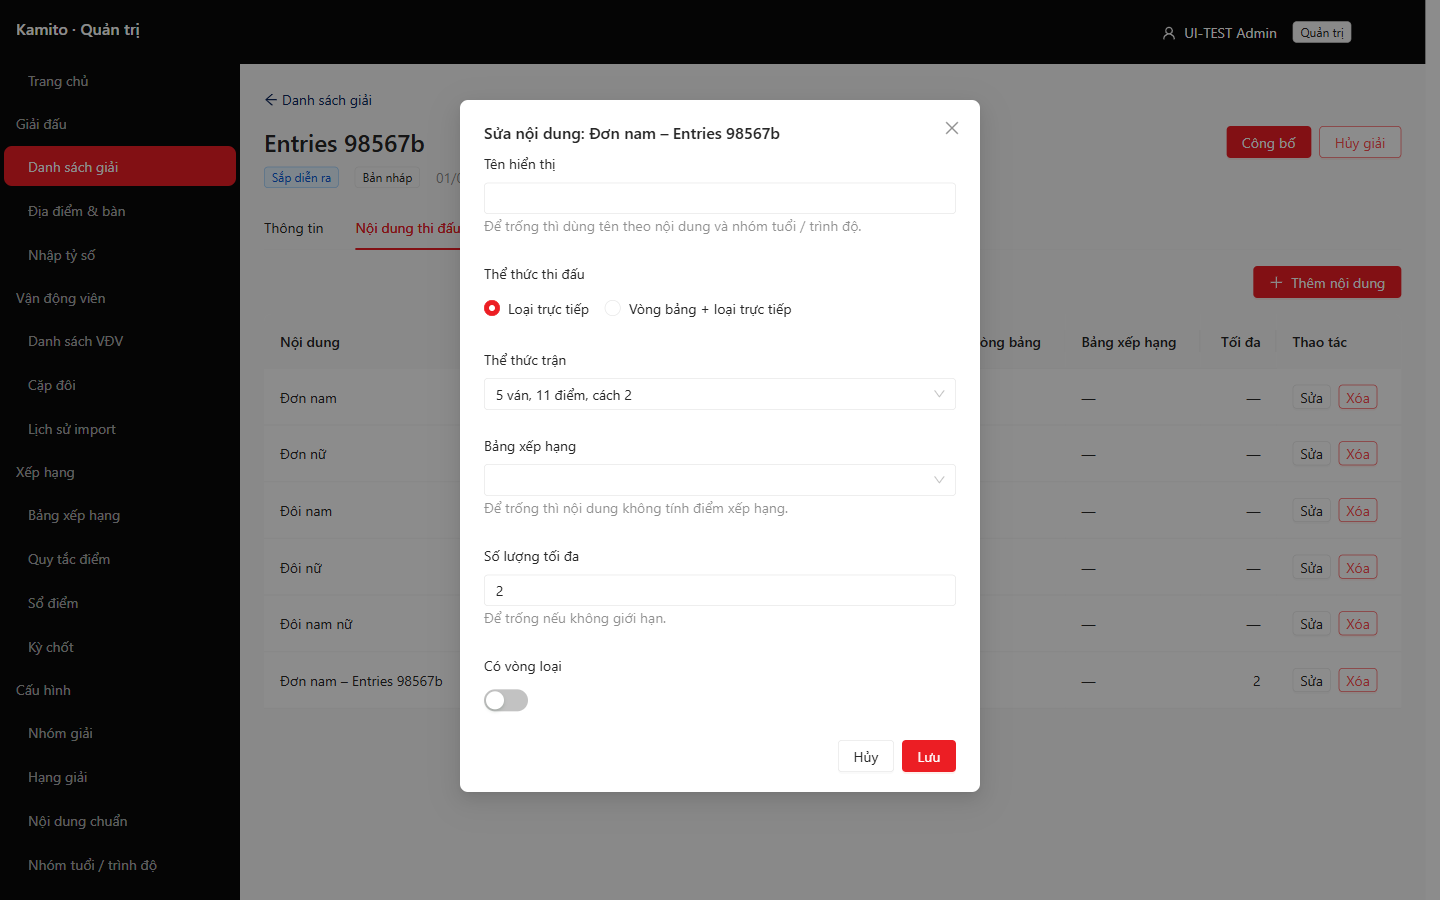 Kamito · Quản trị
UI-TEST Admin
Quản trị
Trang chủ
Giải đấu
Danh sách giải
Địa điểm & bàn
Nhập tỷ số
Vận động viên
Danh sách VĐV
Cặp đôi
Lịch sử import
Xếp hạng
Bảng xếp hạng
Quy tắc điểm
Sổ điểm
Kỳ chốt
Cấu hình
Nhóm giải
Hạng giải
Nội dung chuẩn
Nhóm tuổi / trình độ
Danh sách giải
Entries 98567b
Công bố
Hủy giải
Sắp diễn ra
Bản nháp
Thông tin
Nội dung thi đấu
Thêm nội dung
Nội dung
Bảng xếp hạng
Tối đa
Thao tác
Đơn nam
— — Sửa Xóa
Đơn nữ
— — Sửa Xóa
Đôi nam
— — Sửa Xóa
Đôi nữ
— — Sửa Xóa
Đôi nam nữ
— — Sửa Xóa
Đơn nam – Entries 98567b
— 2 Sửa Xóa
Sửa nội dung: Đơn nam – Entries 98567b
Tên hiển thị
Để trống thì dùng tên theo nội dung và nhóm tuổi / trình độ.
Thể thức thi đấu
Loại trực tiếp
Vòng bảng + loại trực tiếp
Thể thức trận
5 ván, 11 điểm, cách 2
Bảng xếp hạng
Để trống thì nội dung không tính điểm xếp hạng.
Số lượng tối đa
2
Để trống nếu không giới hạn.
Có vòng loại
Hủy
Lưu